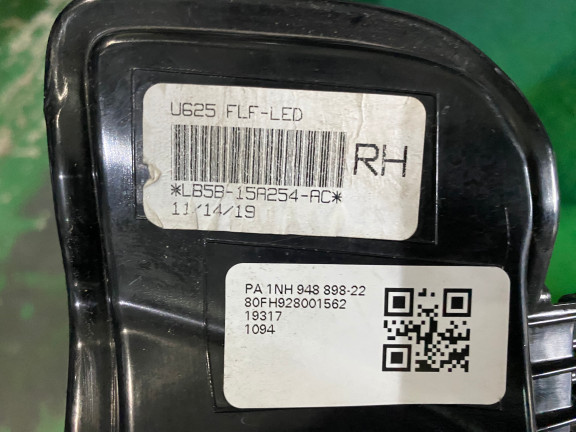 U625 FLF-LED
RH
*LB5B-15A254-AC*
11/14/19
PA 1NH 948 898-22
80FH928001562
19317
1094